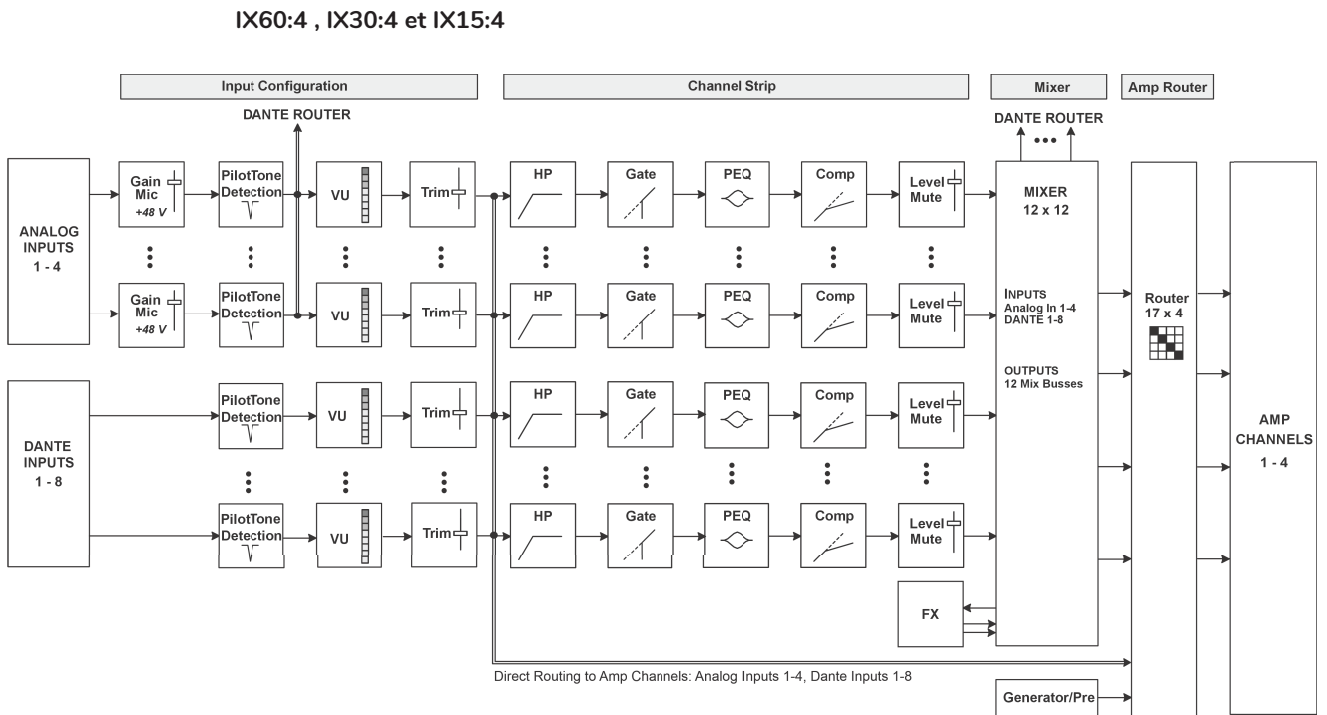 IX60:4 , IX30:4 et IX15:4
Input Configuration
Channel Strip
Mixer
Amp Router
DANTE ROUTER
DANTE ROUTER
ANALOG
INPUTS
1 - 4
Gain
Mic
+48 V
PilotTone
Detection
VU
Trim
HP
Gate
PEQ
Comp
Level
Mute
MIXER
12 x 12
Gain
Mic
+48 V
PilotTone
Detection
VU
Trim
HP
Gate
PEQ
Comp
Level
Mute
INPUTS
Analog In 1-4
DANTE 1-8
OUTPUTS
12 Mix Busses
Router
17 x 4
DANTE
INPUTS
1 - 8
PilotTone
Detection
VU
Trim
HP
Gate
PEQ
Comp
Level
Mute
AMP
CHANNELS
1 - 4
PilotTone
Detection
VU
Trim
HP
Gate
PEQ
Comp
Level
Mute
FX
Direct Routing to Amp Channels: Analog Inputs 1-4, Dante Inputs 1-8
Generator/Pre